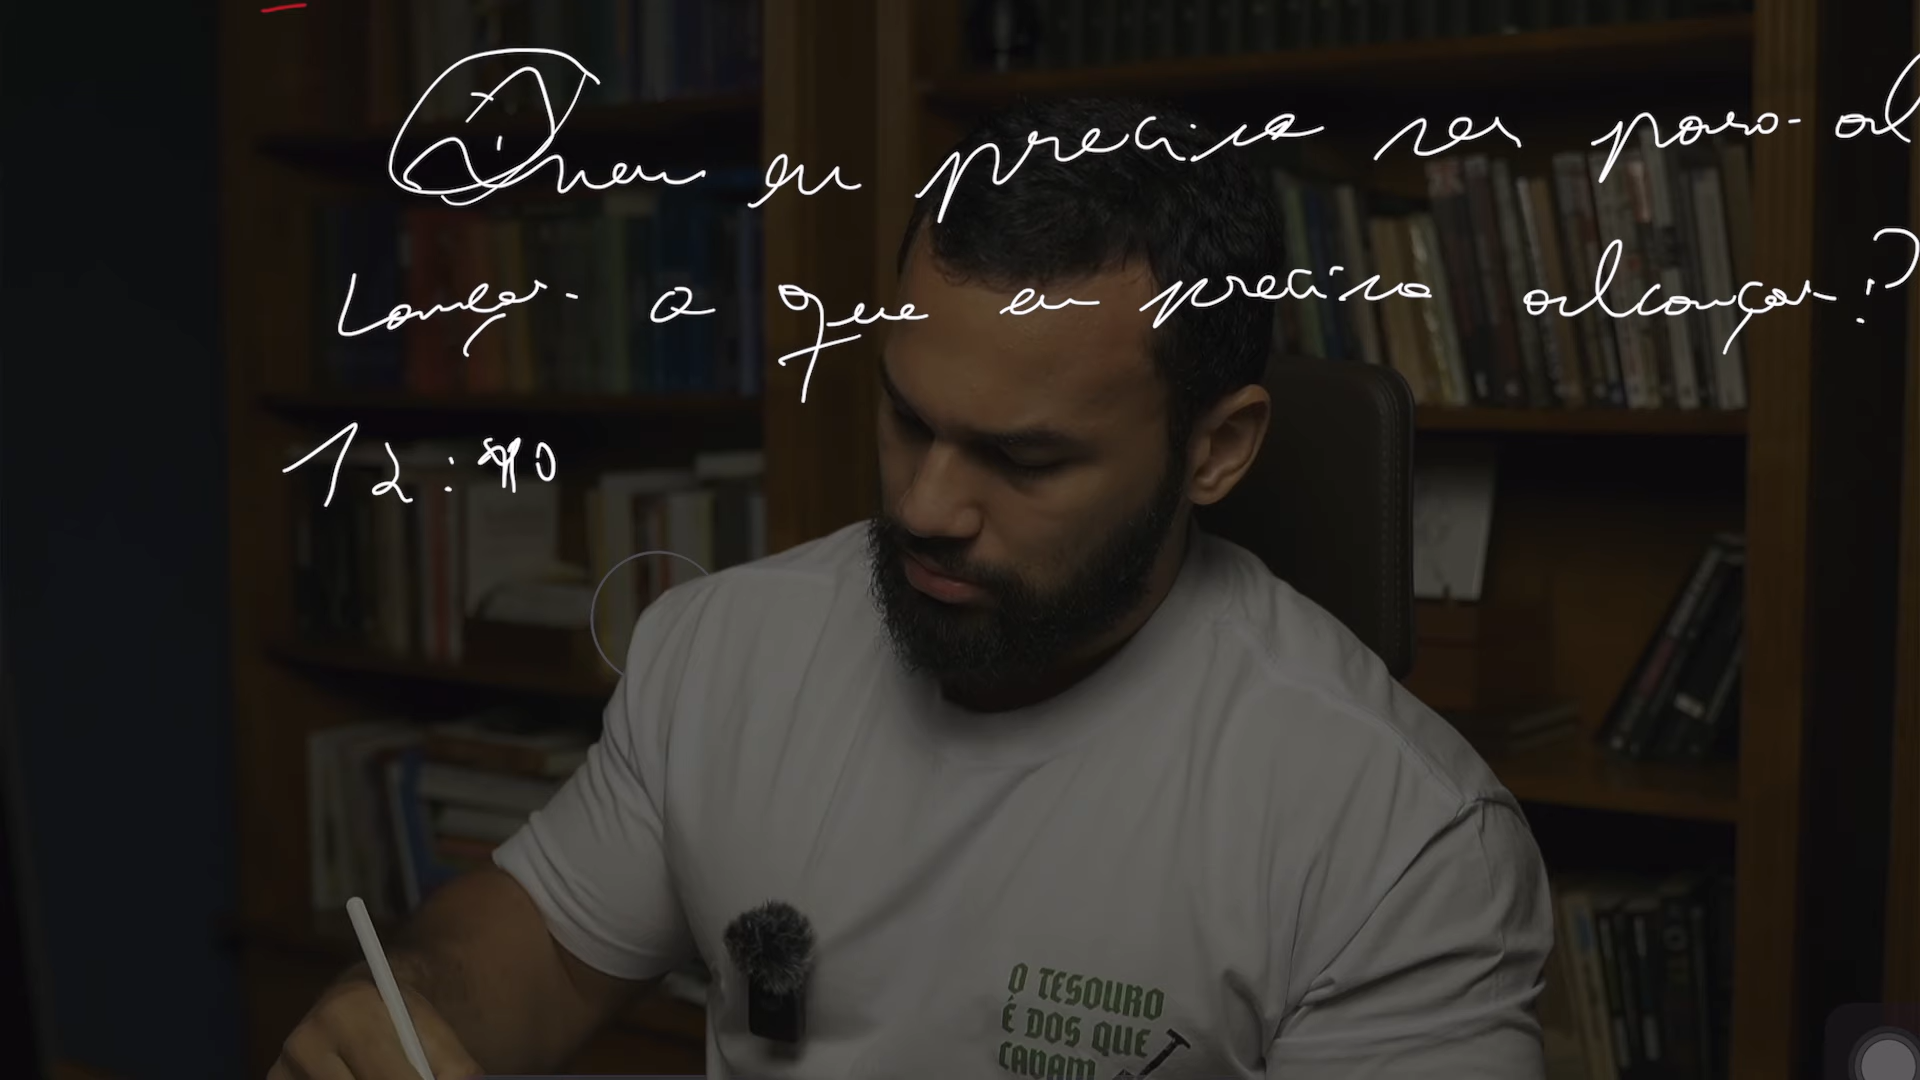 Quem eu preciso ser para al
cançar o que eu preciso alcançar?
12:40
O TESOURO
É DOS QUE
CAVAM